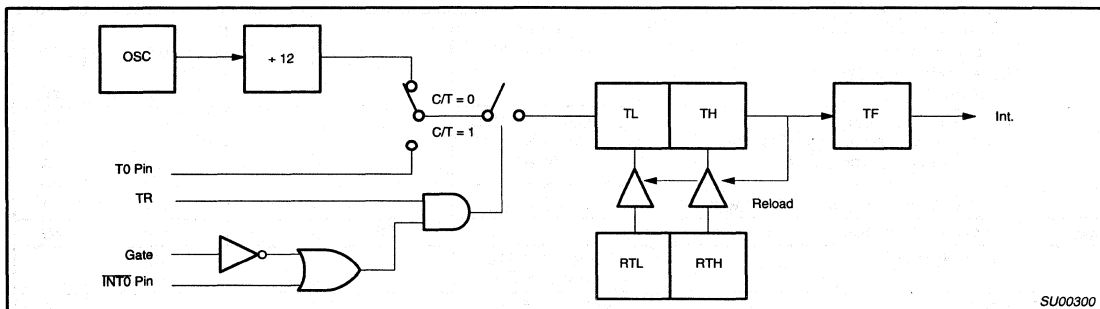 OSC
+ 12
C/T = 0
C/T = 1
TL
TH
TF
Int.
T0 Pin
TR
Reload
Gate
INT0 Pin
RTL
RTH
SU00300